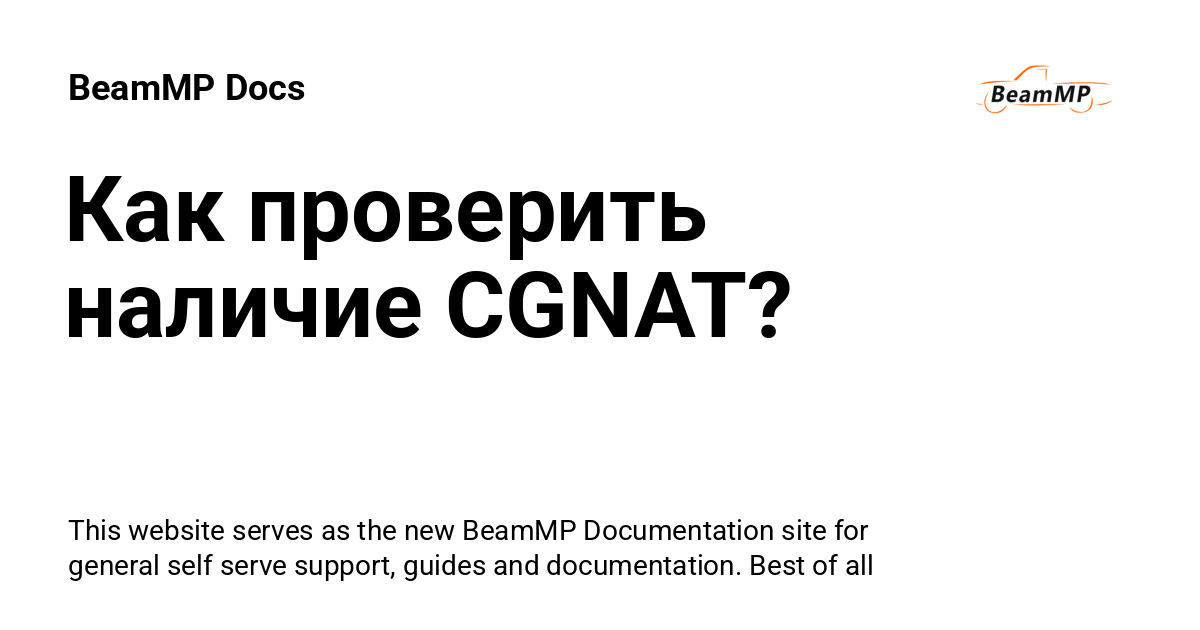 BeamMP Docs
BeamMP
Как проверить
наличие CGNAT?
This website serves as the new BeamMP Documentation site for
general self serve support, guides and documentation. Best of all